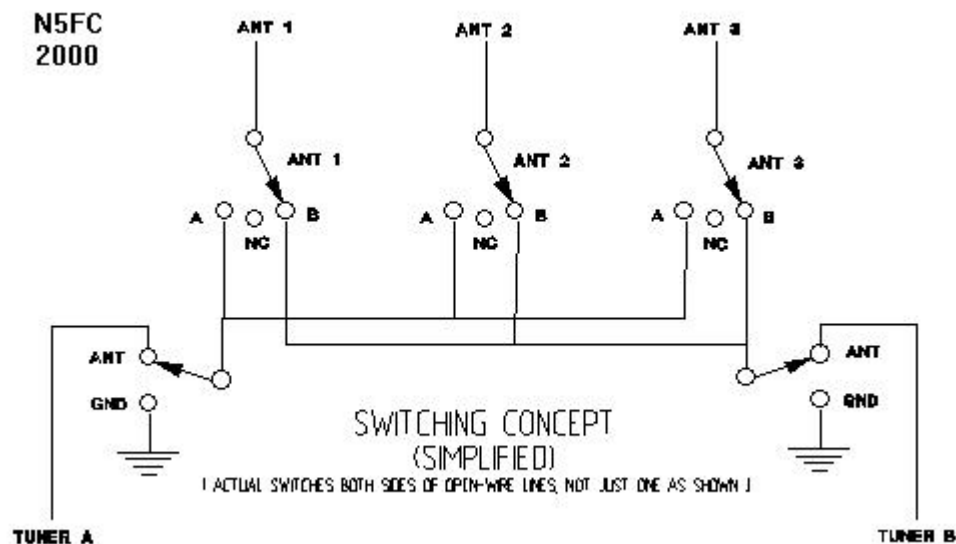 N5FC
2000
ANT 1 ANT 2 ANT 3
ANT 1 ANT 2 ANT 3
A B A B A B
NC NC NC
ANT ANT
GND GND
SWITCHING CONCEPT
(SIMPLIFIED)
( ACTUAL SWITCHES BOTH SIDES OF OPEN-WIRE LINES, NOT JUST ONE AS SHOWN )
TUNER A TUNER B